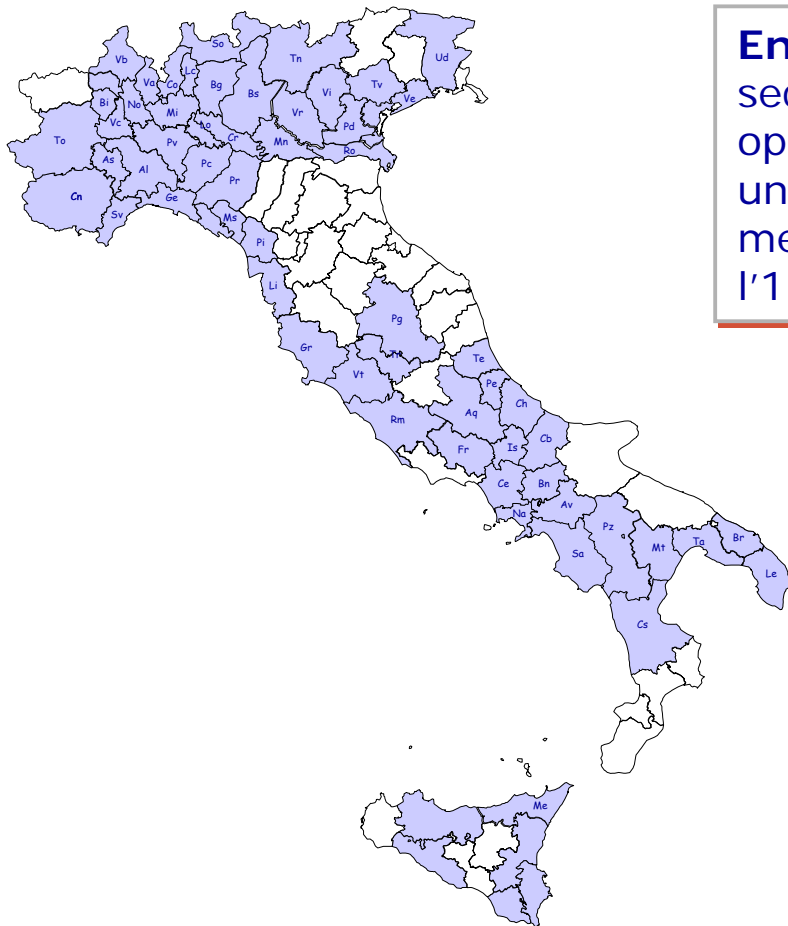 En
sec
op
un
me
l'1
So
Tn
Ud
Vb
Lc
Va
Co
Bg
Bs
Vi
Tv
Ve
Bi
No
Mi
Vr
Vc
Lo
Pd
To
Pv
Cr
Mn
Ro
As
Al
Pc
Pr
Cn
Ge
Sv
Ms
Pi
Li
Pg
Gr
Tr
Te
Vt
Pe
Aq
Ch
Rm
Cb
Fr
Is
Ce
Bn
Av
Na
Pz
Br
Mt
Ta
Sa
Le
Cs
Me